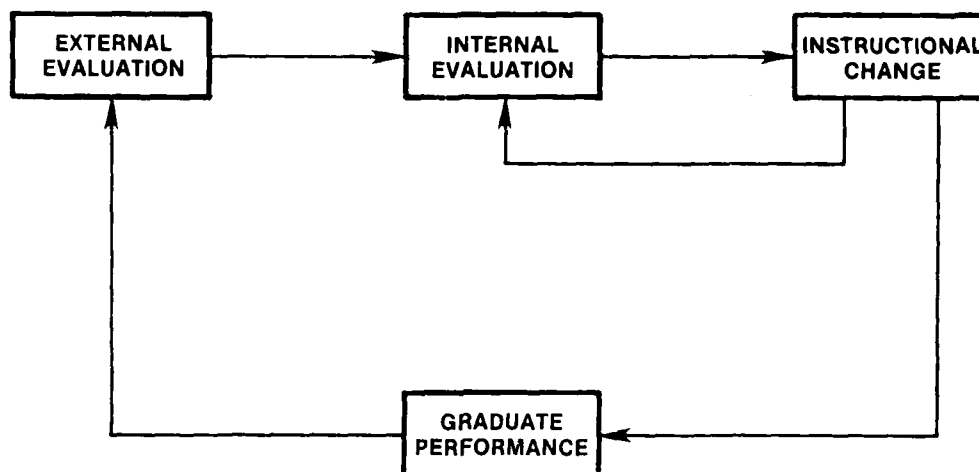 EXTERNAL
EVALUATION
INTERNAL
EVALUATION
INSTRUCTIONAL
CHANGE
GRADUATE
PERFORMANCE